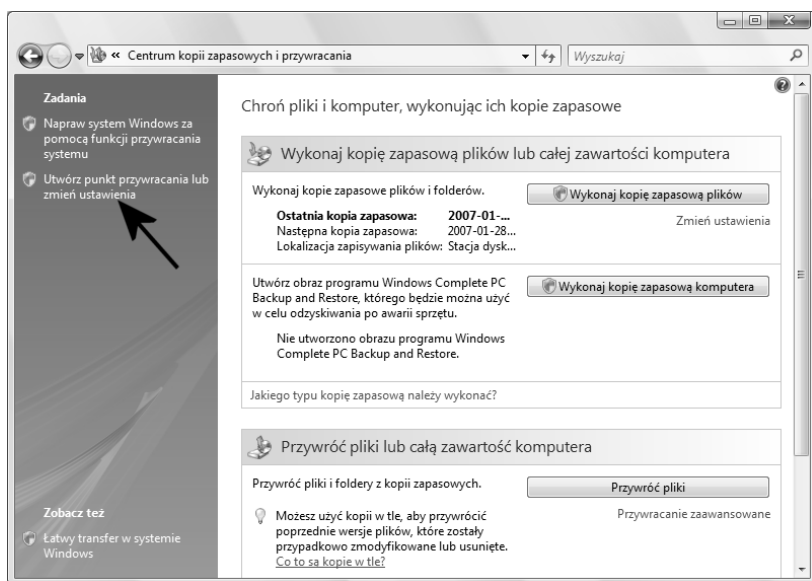 « Centrum kopii zapasowych i przywracania
Wyszukaj
Zadania
Napraw system Windows za
pomocą funkcji przywracania
systemu
Utwórz punkt przywracania lub
zmień ustawienia
Zobacz też
Łatwy transfer w systemie
Windows
Chroń pliki i komputer, wykonując ich kopie zapasowe
Wykonaj kopię zapasową plików lub całej zawartości komputera
Wykonaj kopie zapasowe plików i folderów.
Wykonaj kopię zapasową plików
Ostatnia kopia zapasowa: 2007-01-...
Zmień ustawienia
Następna kopia zapasowa: 2007-01-28...
Lokalizacja zapisywania plików: Stacja dysk...
Utwórz obraz programu Windows Complete PC
Backup and Restore, którego będzie można użyć
w celu odzyskiwania po awarii sprzętu.
Wykonaj kopię zapasową komputera
Nie utworzono obrazu programu Windows
Complete PC Backup and Restore.
Jakiego typu kopię zapasową należy wykonać?
Przywróć pliki lub całą zawartość komputera
Przywróć pliki i foldery z kopii zapasowych.
Przywróć pliki
Możesz użyć kopii w tle, aby przywrócić
poprzednie wersje plików, które zostały
przypadkowo zmodyfikowane lub usunięte.
Co to są kopie w tle?
Przywracanie zaawansowane